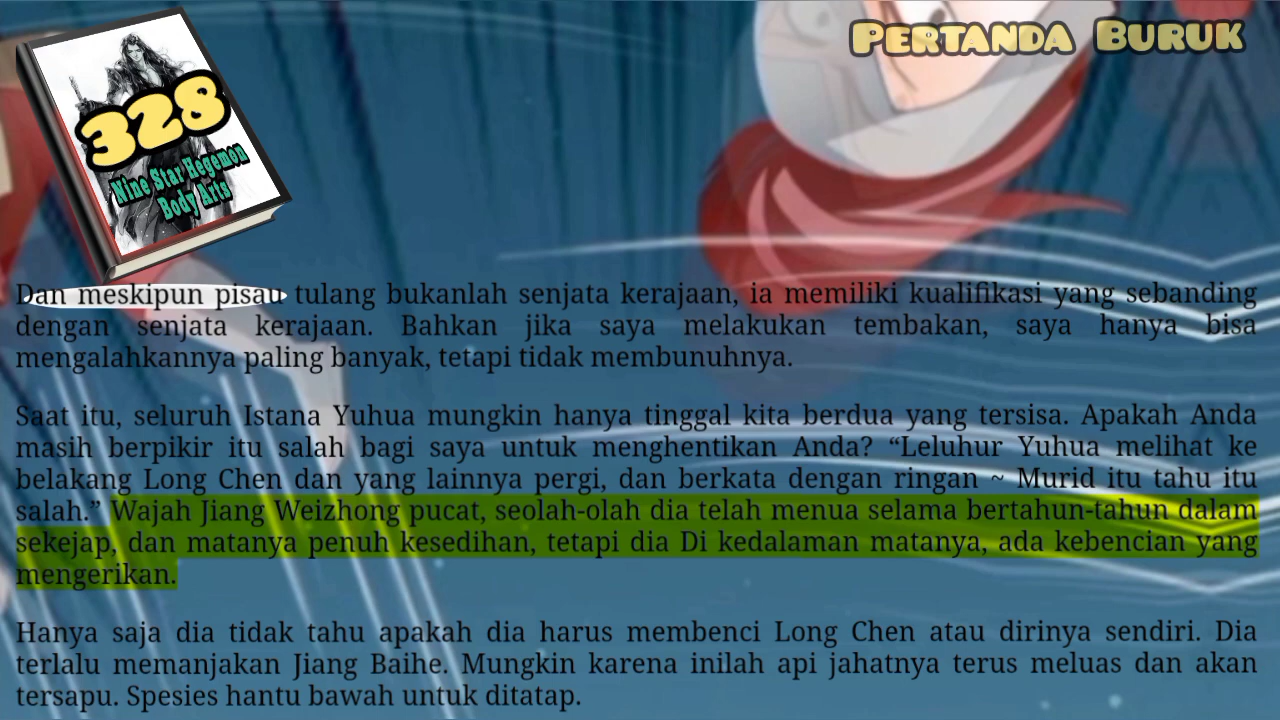 Pertanda Buruk
328
Nine Star Hegemon
Body Arts
Dan meskipun pisau tulang bukanlah senjata kerajaan, ia memiliki kualifikasi yang sebanding
dengan senjata kerajaan. Bahkan jika saya melakukan tembakan, saya hanya bisa
mengalahkannya paling banyak, tetapi tidak membunuhnya.
Saat itu, seluruh Istana Yuhua mungkin hanya tinggal kita berdua yang tersisa. Apakah Anda
masih berpikir itu salah bagi saya untuk menghentikan Anda? “Leluhur Yuhua melihat ke
belakang Long Chen dan yang lainnya pergi, dan berkata dengan ringan ~ Murid itu tahu itu
salah.” Wajah Jiang Weizhong pucat, seolah-olah dia telah menua selama bertahun-tahun dalam
sekejap, dan matanya penuh kesedihan, tetapi dia Di kedalaman matanya, ada kebencian yang
mengerikan.
Hanya saja dia tidak tahu apakah dia harus membenci Long Chen atau dirinya sendiri. Dia
terlalu memanjakan Jiang Baihe. Mungkin karena inilah api jahatnya terus meluas dan akan
tersapu. Spesies hantu bawah untuk ditatap.